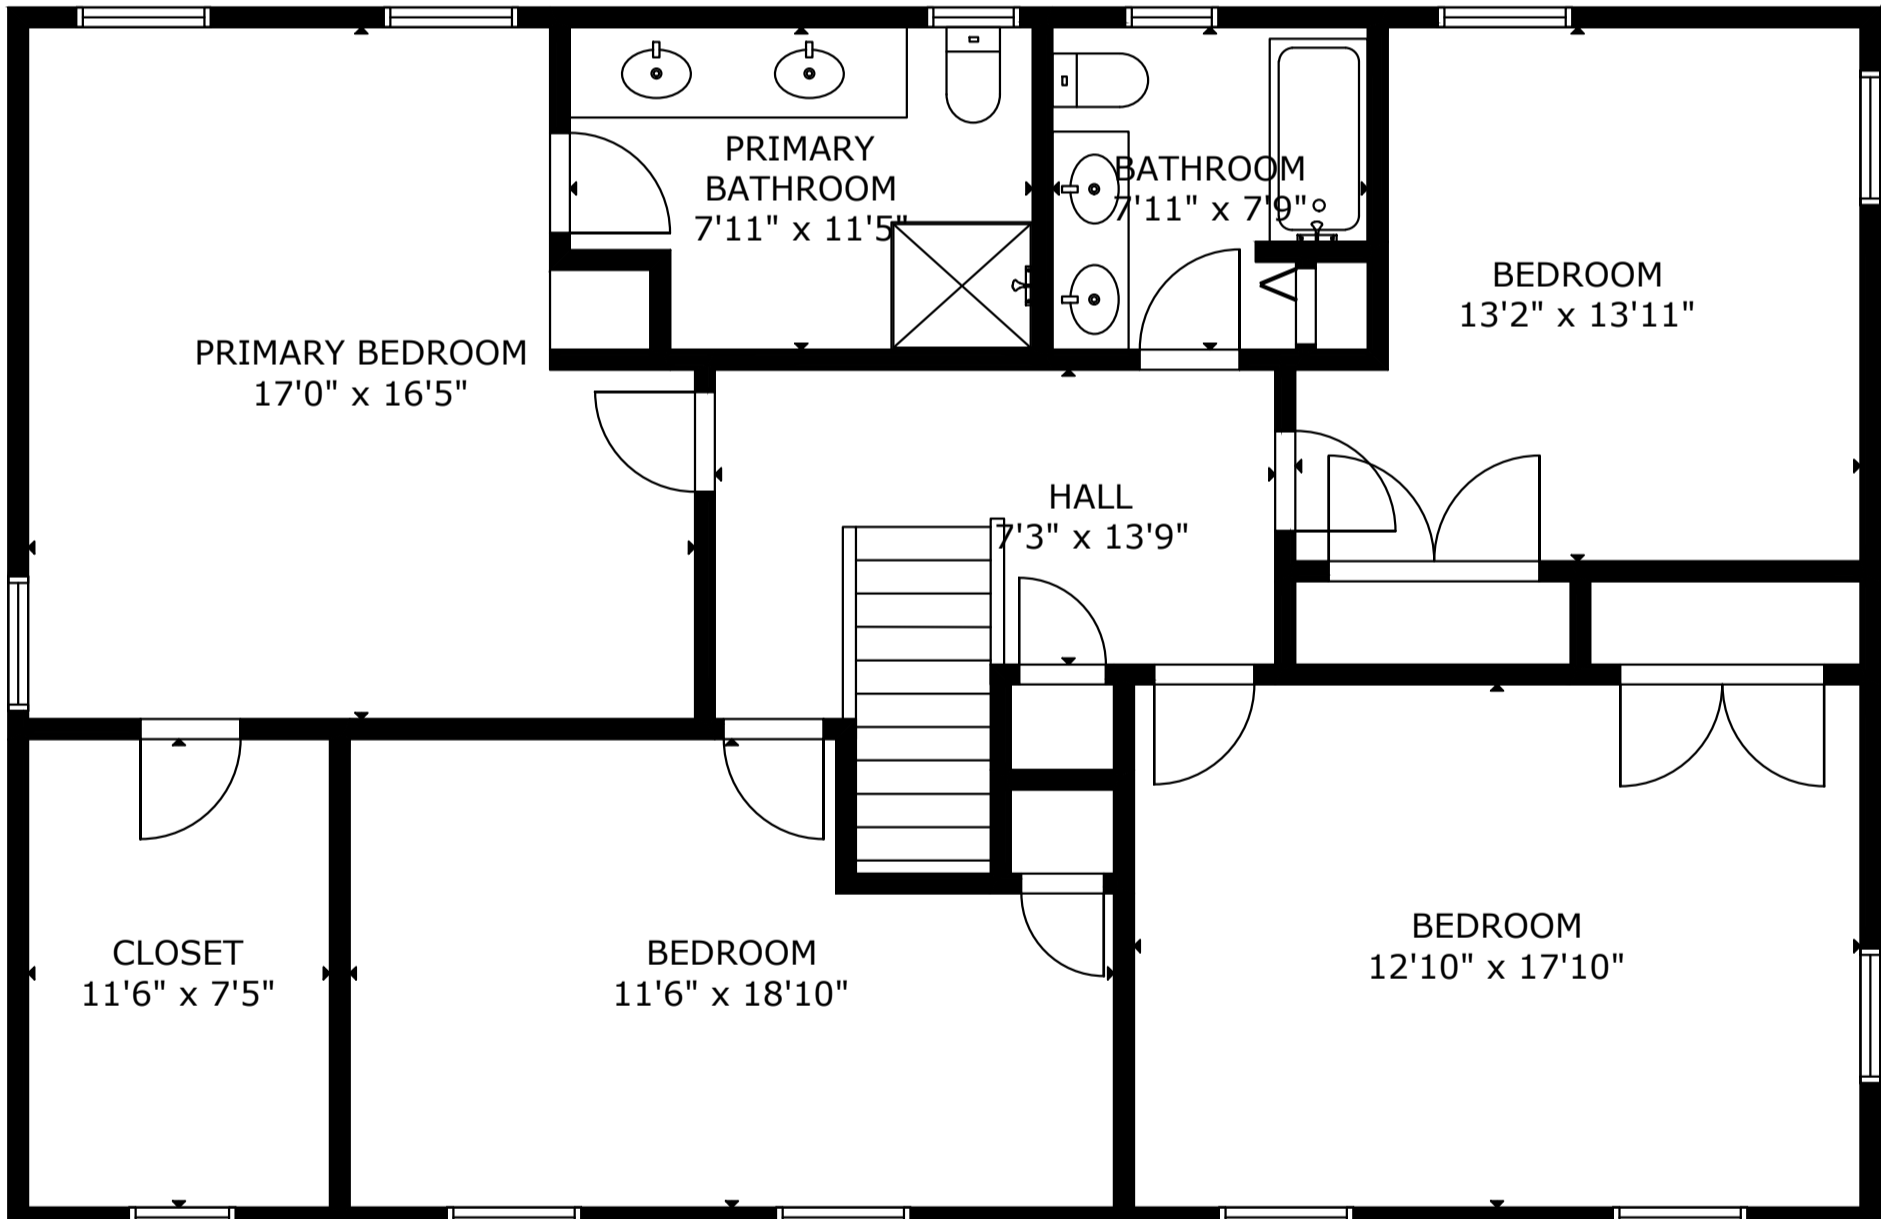 PRIMARY
BATHROOM
7'11" x 11'5"
BATHROOM
7'11" x 7'9"
BEDROOM
13'2" x 13'11"
PRIMARY BEDROOM
17'0" x 16'5"
HALL
7'3" x 13'9"
CLOSET
11'6" x 7'5"
BEDROOM
11'6" x 18'10"
BEDROOM
12'10" x 17'10"